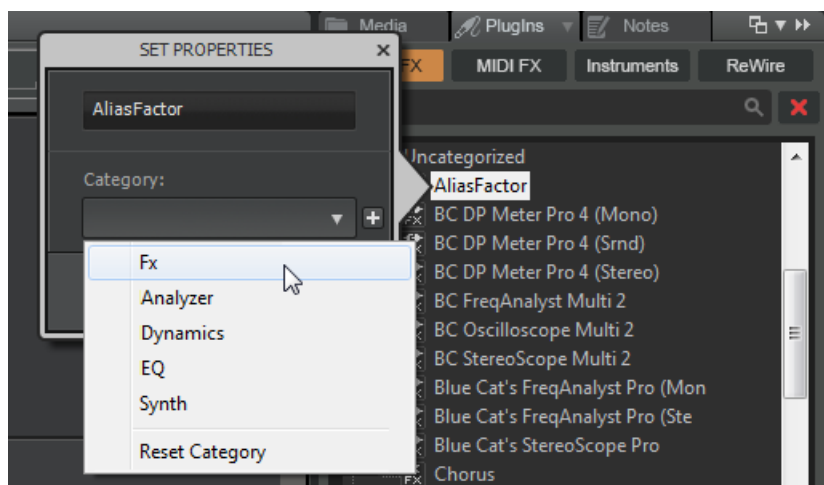 Media
PlugIns
Notes
SET PROPERTIES
FX
MIDI FX
Instruments
ReWire
AliasFactor
Category:
Fx
Analyzer
Dynamics
EQ
Synth
Reset Category
Uncategorized
AliasFactor
BC DP Meter Pro 4 (Mono)
BC DP Meter Pro 4 (Srnd)
BC DP Meter Pro 4 (Stereo)
BC FreqAnalyst Multi 2
BC Oscilloscope Multi 2
BC StereoScope Multi 2
Blue Cat's FreqAnalyst Pro (Mon
Blue Cat's FreqAnalyst Pro (Ste
Blue Cat's StereoScope Pro
FX Chorus